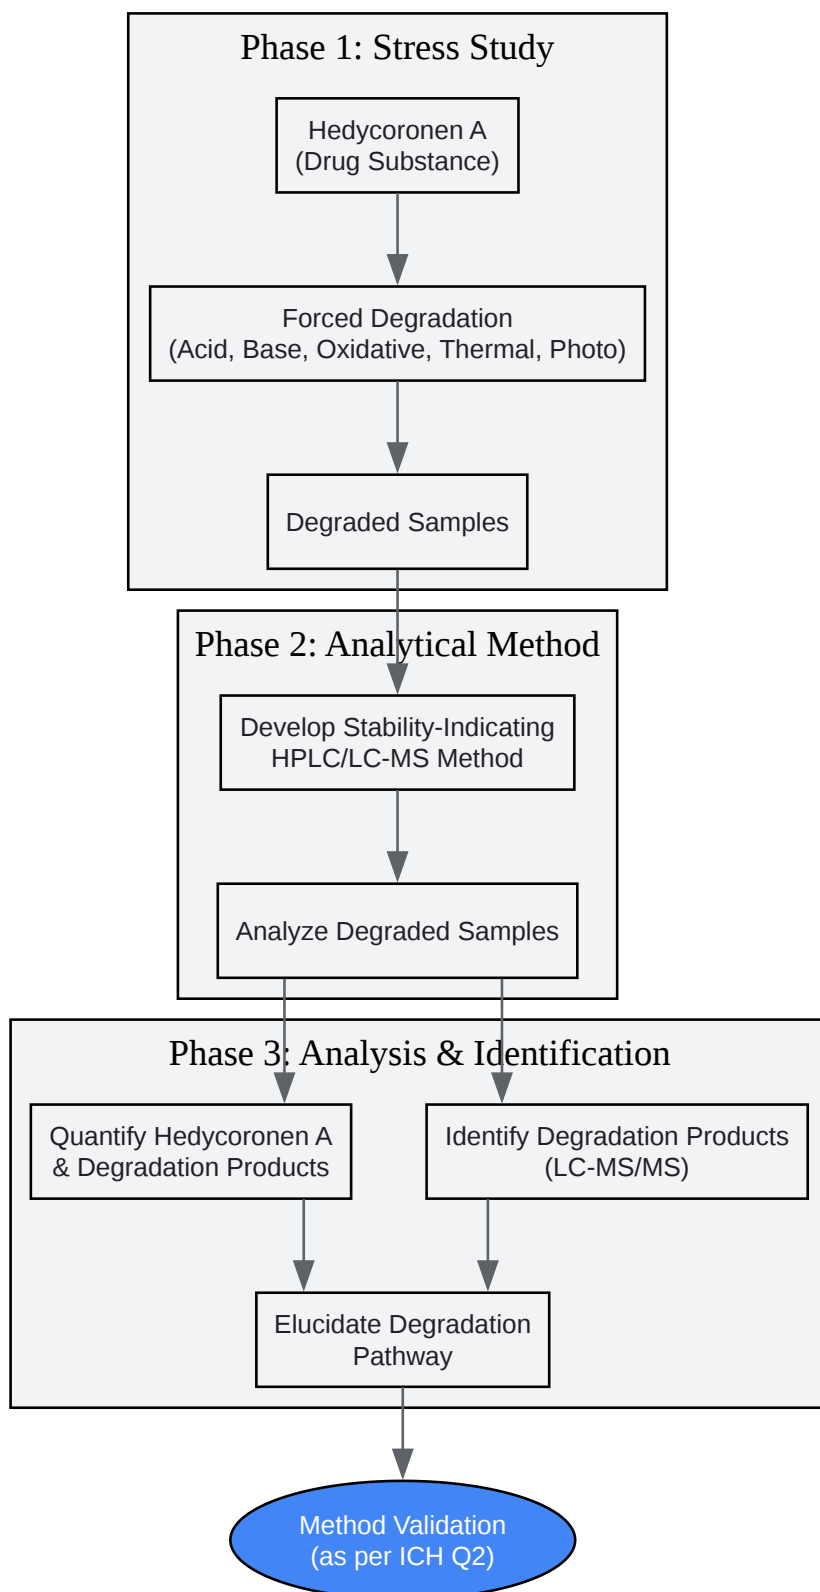 Phase 1: Stress Study
Hedycoronen A
(Drug Substance)
Forced Degradation
(Acid, Base, Oxidative, Thermal, Photo)
Degraded Samples
Phase 2: Analytical Method
Develop Stability-Indicating
HPLC/LC-MS Method
Analyze Degraded Samples
Phase 3: Analysis & Identification
Quantify Hedycoronen A
& Degradation Products
Identify Degradation Products
(LC-MS/MS)
Elucidate Degradation
Pathway
Method Validation
(as per ICH Q2)